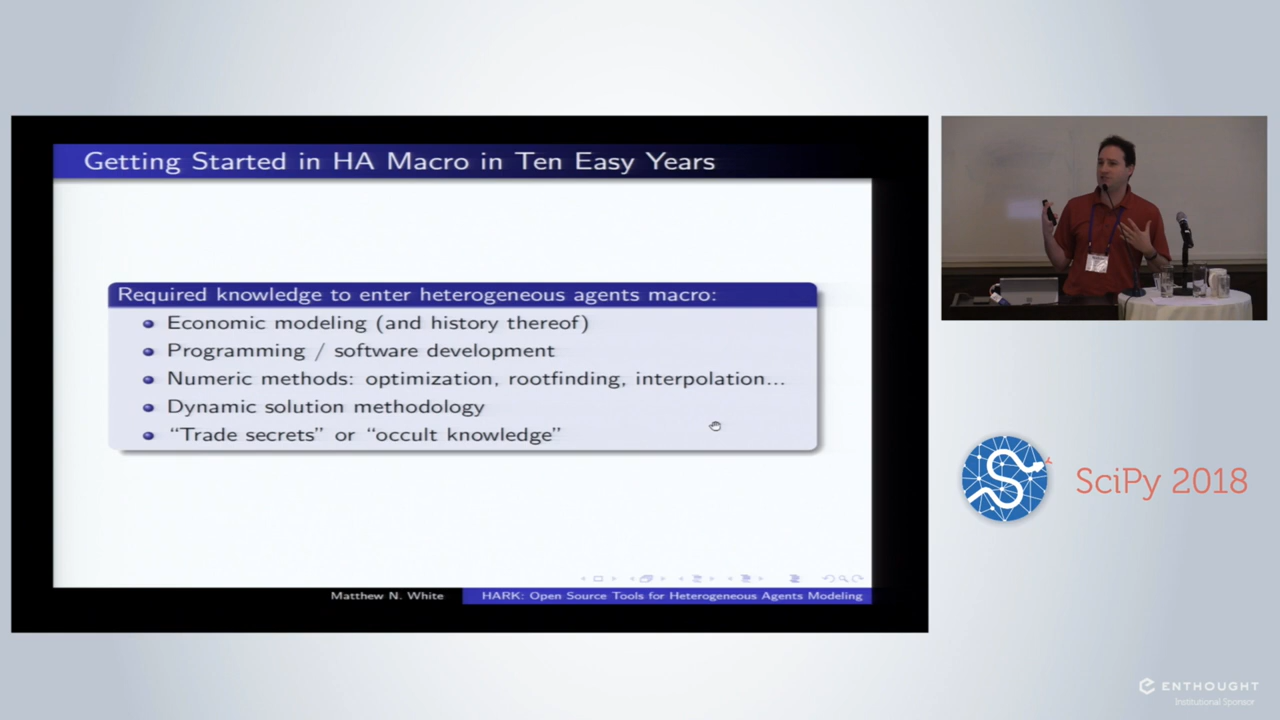 Getting Started in HA Macro in Ten Easy Years
Required knowledge to enter heterogeneous agents macro:
Economic modeling (and history thereof)
Programming / software development
Numeric methods: optimization, rootfinding, interpolation...
Dynamic solution methodology
“Trade secrets” or “occult knowledge”
Matthew N. White
HARK: Open Source Tools for Heterogeneous Agents Modeling
SciPy 2018
ENTHOUGHT
Institutional Sponsor